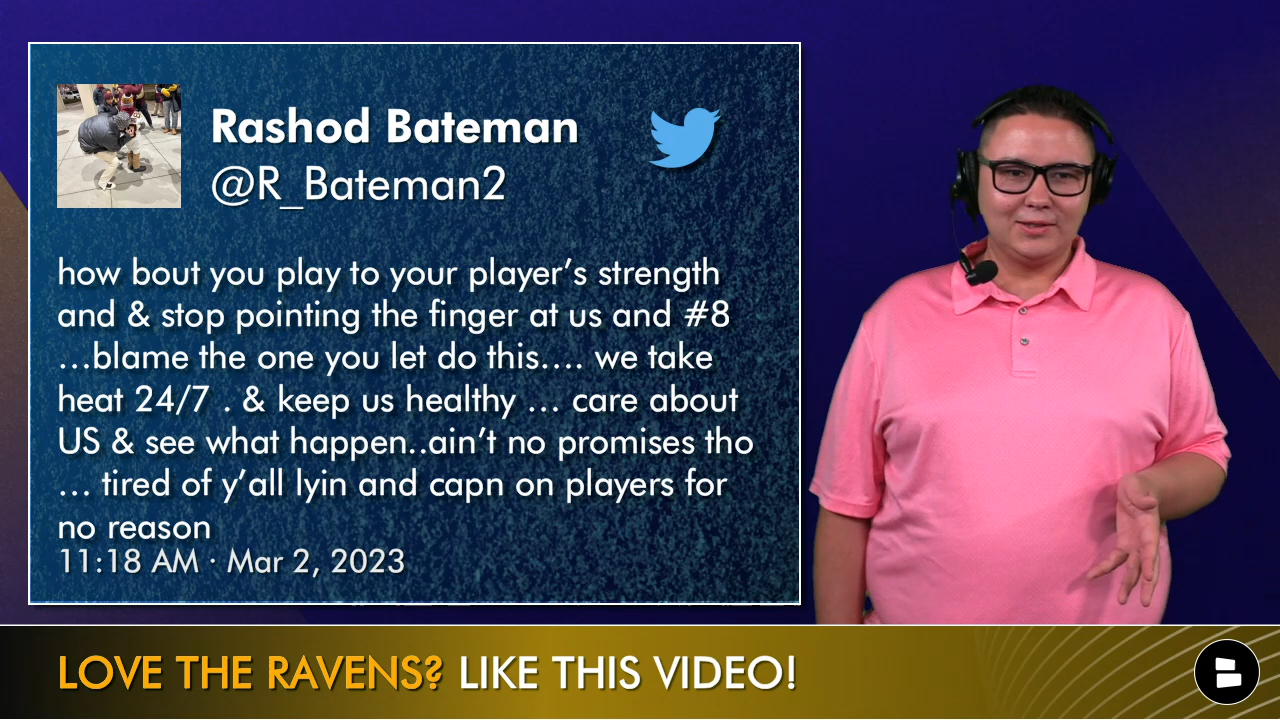 Rashod Bateman
@R_Bateman2
how bout you play to your player’s strength
and & stop pointing the finger at us and #8
...blame the one you let do this.... we take
heat 24/7 . & keep us healthy ... care about
US & see what happen..ain’t no promises tho
... tired of y’all lyin and capn on players for
no reason
11:18 AM · Mar 2, 2023
LOVE THE RAVENS? LIKE THIS VIDEO!